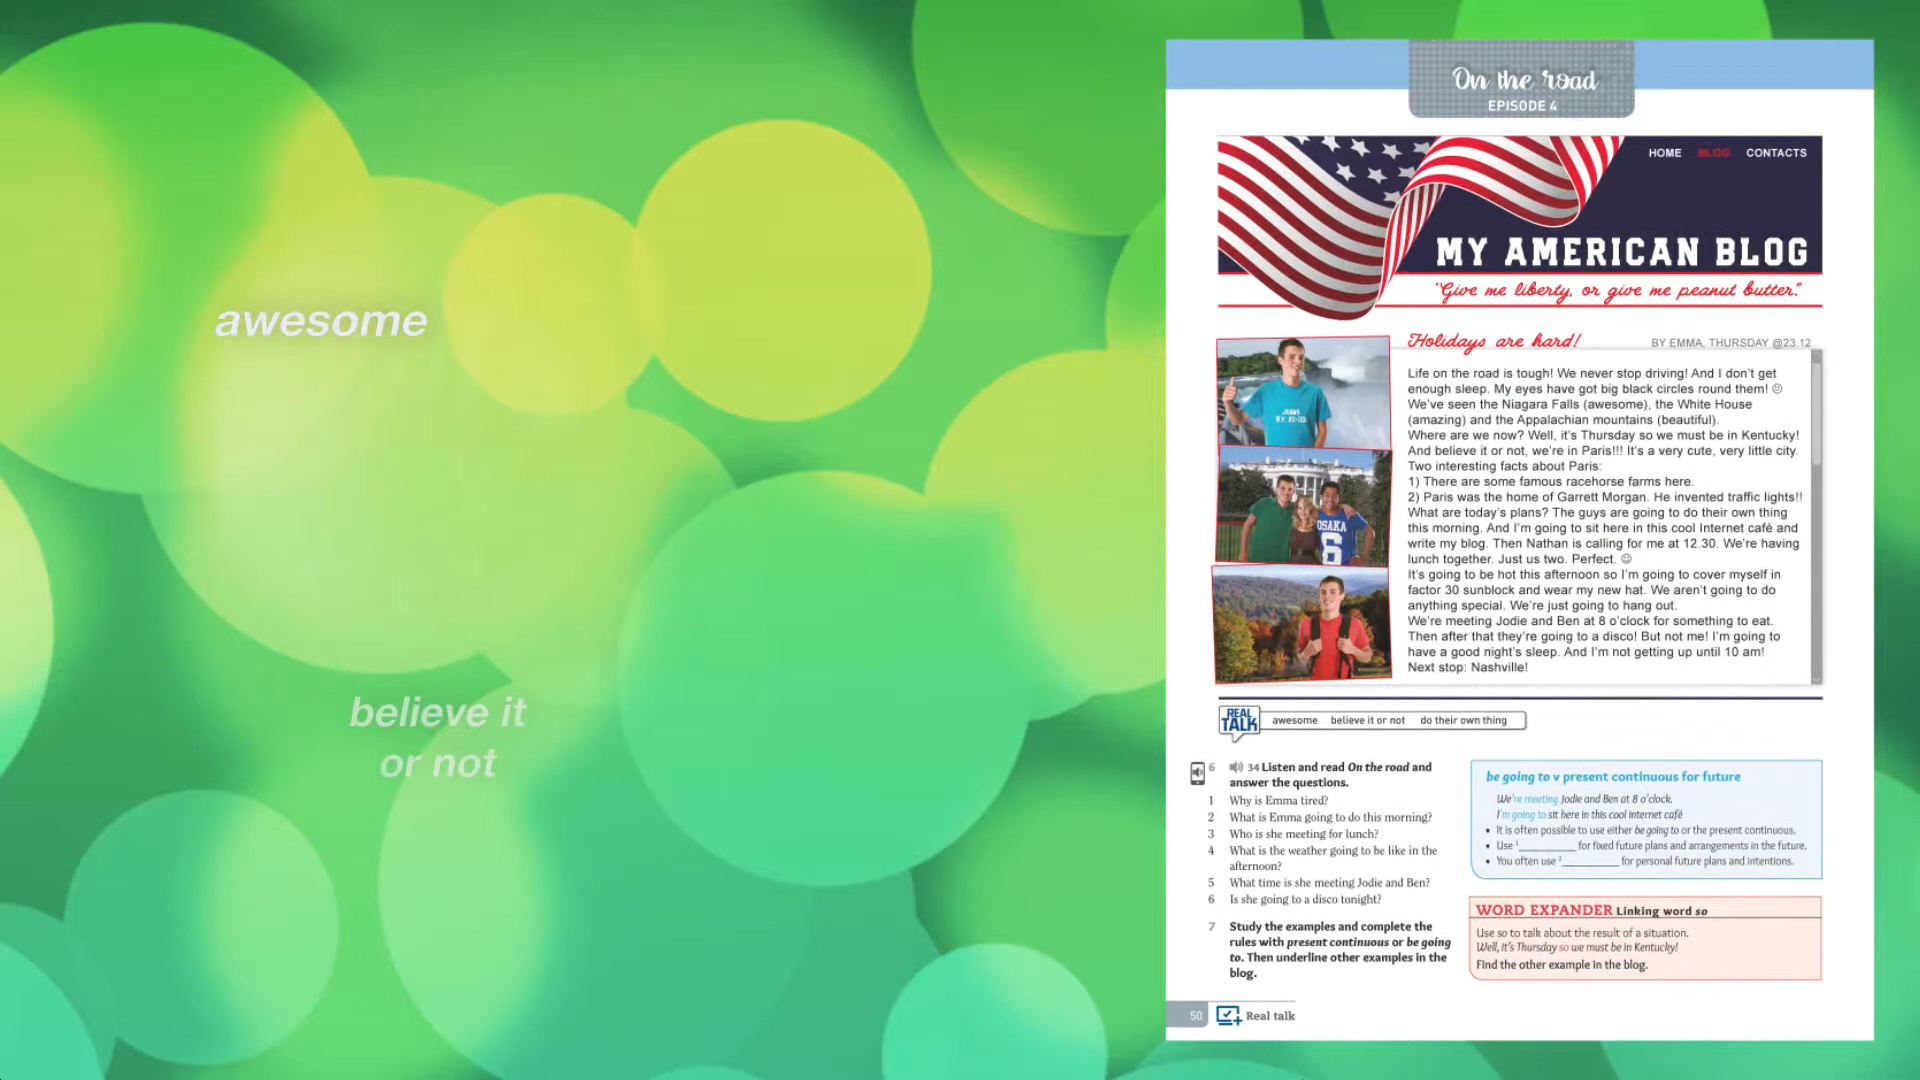 awesome
believe it
or not
On the road
EPISODE 4
HOME BLOG CONTACTS
MY AMERICAN BLOG
"Give me liberty, or give me peanut butter."
Holidays are hard!
BY EMMA, THURSDAY @23.12
Life on the road is tough! We never stop driving! And I don't get
enough sleep. My eyes have got big black circles round them! ☹
We've seen the Niagara Falls (awesome), the White House
(amazing) and the Appalachian mountains (beautiful).
Where are we now? Well, it's Thursday so we must be in Kentucky!
And believe it or not, we're in Paris!!! It's a very cute, very little city.
Two interesting facts about Paris:
1) There are some famous racehorse farms here.
2) Paris was the home of Garrett Morgan. He invented traffic lights!!
What are today's plans? The guys are going to do their own thing
this morning. And I'm going to sit here in this cool Internet café and
write my blog. Then Nathan is calling for me at 12.30. We're having
lunch together. Just us two. Perfect. ☺
It's going to be hot this afternoon so I'm going to cover myself in
factor 30 sunblock and wear my new hat. We aren't going to do
anything special. We're just going to hang out.
We're meeting Jodie and Ben at 8 o'clock for something to eat.
Then after that they're going to a disco! But not me! I'm going to
have a good night's sleep. And I'm not getting up until 10 am!
Next stop: Nashville!
OSAKA
6
REAL
TALK
awesome believe it or not do their own thing
6 34 Listen and read On the road and
answer the questions.
1 Why is Emma tired?
2 What is Emma going to do this morning?
3 Who is she meeting for lunch?
4 What is the weather going to be like in the
afternoon?
5 What time is she meeting Jodie and Ben?
6 Is she going to a disco tonight?
7 Study the examples and complete the
rules with present continuous or be going
to. Then underline other examples in the
blog.
be going to v present continuous for future
We're meeting Jodie and Ben at 8 o'clock.
I'm going to sit here in this cool internet café
• It is often possible to use either be going to or the present continuous.
• Use 1__________ for fixed future plans and arrangements in the future.
• You often use 2__________ for personal future plans and intentions.
WORD EXPANDER Linking word so
Use so to talk about the result of a situation.
Well, it's Thursday so we must be in Kentucky!
Find the other example in the blog.
50 Real talk